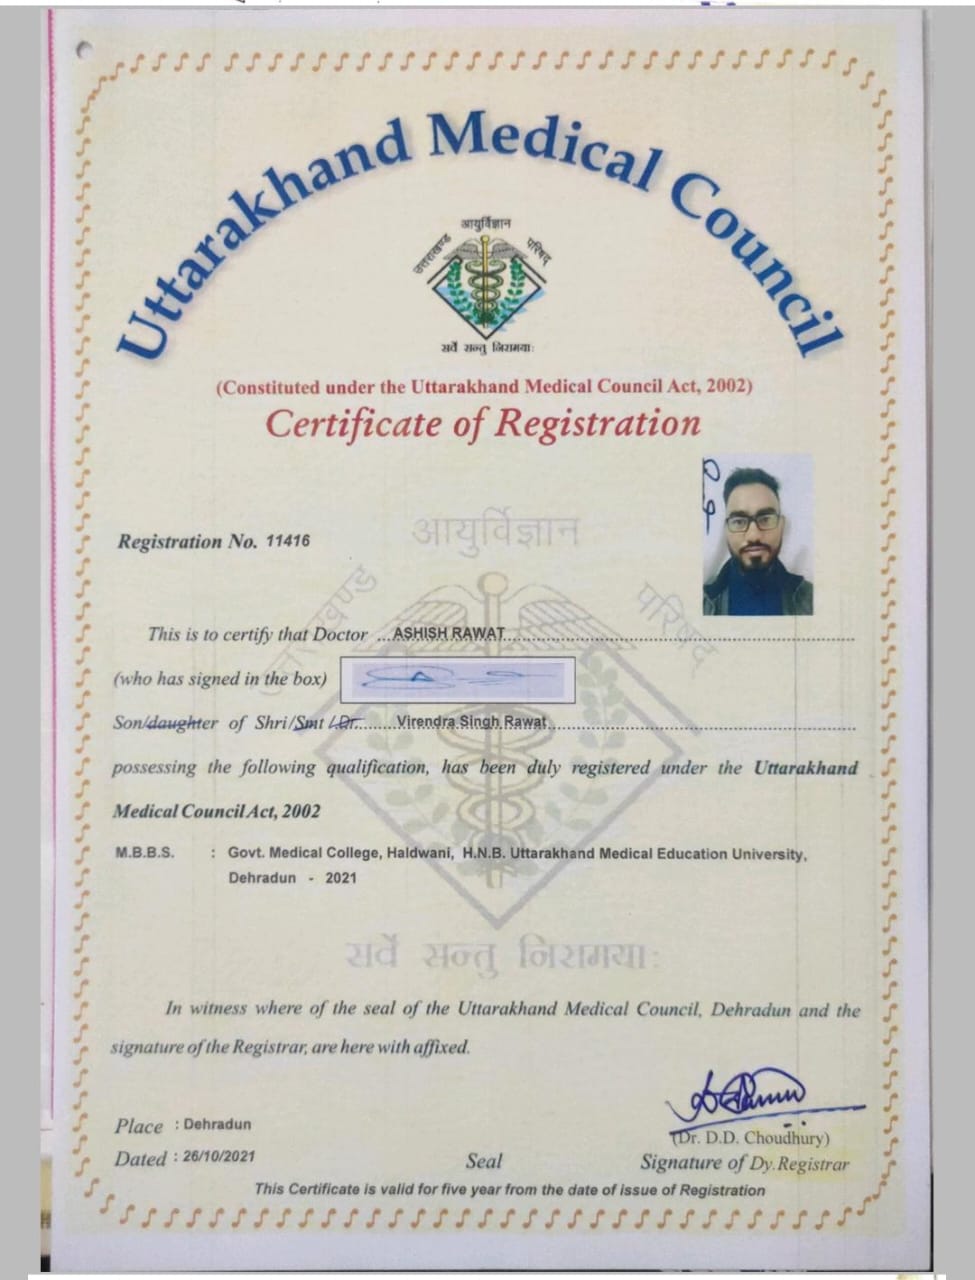 Uttarakhand Medical Council
उत्तराखण्ड आयुर्विज्ञान परिषद
सर्वे सन्तु निरामयाः
(Constituted under the Uttarakhand Medical Council Act, 2002)
Certificate of Registration
Registration No. 11416
आयुर्विज्ञान
उत्तराखण्ड परिषद
This is to certify that Doctor ...ASHISH RAWAT
(who has signed in the box)
Son/daughter of Shri/Smt /Dr........Virendra Singh Rawat
possessing the following qualification, has been duly registered under the Uttarakhand
Medical Council Act, 2002
M.B.B.S. : Govt. Medical College, Haldwani, H.N.B. Uttarakhand Medical Education University,
Dehradun - 2021
सर्वे सन्तु निरामयाः
In witness where of the seal of the Uttarakhand Medical Council, Dehradun and the
signature of the Registrar, are here with affixed.
Place : Dehradun
(Dr. D.D. Choudhury)
Dated : 26/10/2021
Seal
Signature of Dy.Registrar
This Certificate is valid for five year from the date of issue of Registration